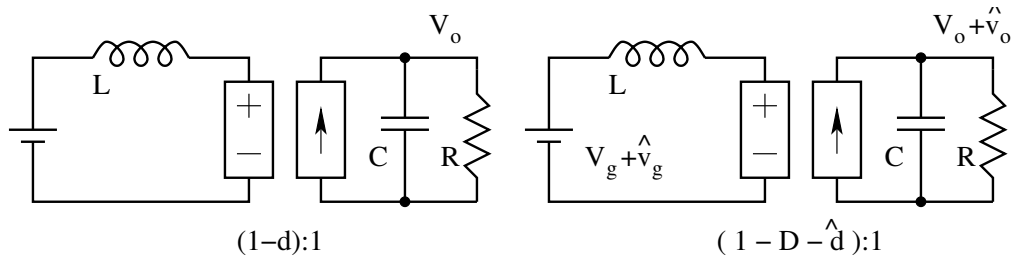 V_o
L
+
−
C
R
(1−d):1
V_o+v̂_o
L
+
−
V_g+v̂_g
C
R
( 1 − D − d̂ ):1